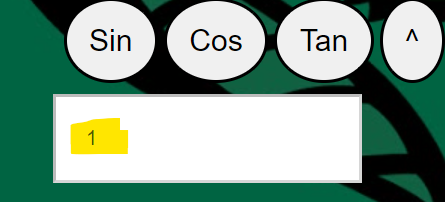 Sin Cos Tan ^
1